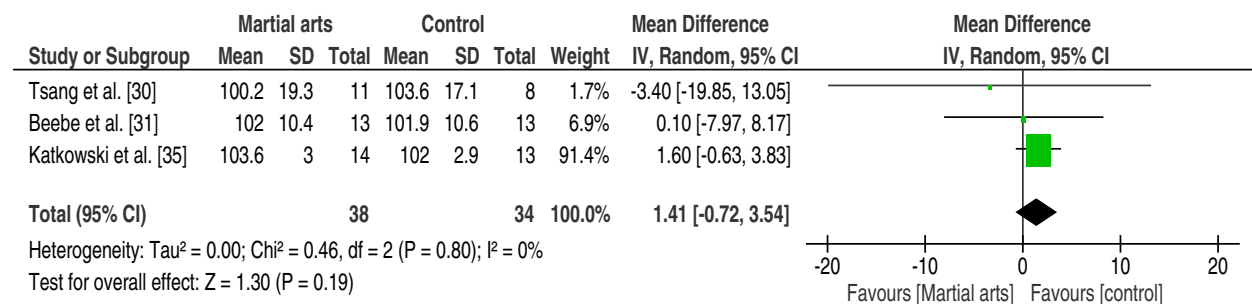 Martial arts Control Mean Difference Mean Difference
Study or Subgroup Mean SD Total Mean SD Total Weight IV, Random, 95% CI IV, Random, 95% CI
Tsang et al. [30] 100.2 19.3 11 103.6 17.1 8 1.7% -3.40 [-19.85, 13.05]
Beebe et al. [31] 102 10.4 13 101.9 10.6 13 6.9% 0.10 [-7.97, 8.17]
Katkowski et al. [35] 103.6 3 14 102 2.9 13 91.4% 1.60 [-0.63, 3.83]
Total (95% CI) 38 34 100.0% 1.41 [-0.72, 3.54]
Heterogeneity: Tau² = 0.00; Chi² = 0.46, df = 2 (P = 0.80); I² = 0%
Test for overall effect: Z = 1.30 (P = 0.19)
-20 -10 0 10 20
Favours [Martial arts] Favours [control]